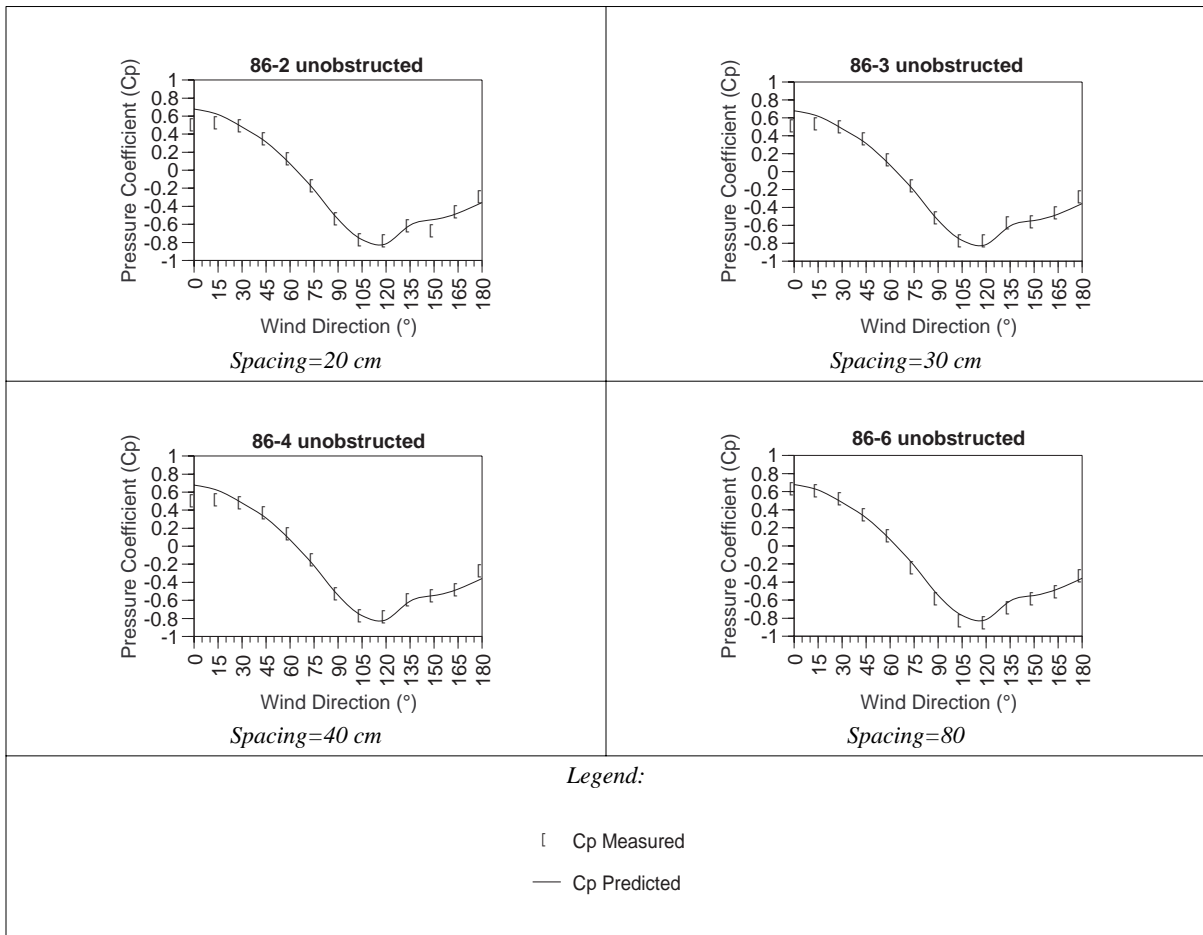 86-2 unobstructed
Pressure Coefficient (Cp)
1
0.8
0.6
0.4
0.2
0
-0.2
-0.4
-0.6
-0.8
-1
0 15 30 45 60 75 90 105 120 135 150 165 180
Wind Direction (°)
Spacing=20 cm
86-3 unobstructed
Pressure Coefficient (Cp)
1
0.8
0.6
0.4
0.2
0
-0.2
-0.4
-0.6
-0.8
-1
0 15 30 45 60 75 90 105 120 135 150 165 180
Wind Direction (°)
Spacing=30 cm
86-4 unobstructed
Pressure Coefficient (Cp)
1
0.8
0.6
0.4
0.2
0
-0.2
-0.4
-0.6
-0.8
-1
0 15 30 45 60 75 90 105 120 135 150 165 180
Wind Direction (°)
Spacing=40 cm
86-6 unobstructed
Pressure Coefficient (Cp)
1
0.8
0.6
0.4
0.2
0
-0.2
-0.4
-0.6
-0.8
-1
0 15 30 45 60 75 90 105 120 135 150 165 180
Wind Direction (°)
Spacing=80
Legend:
Cp Measured
Cp Predicted